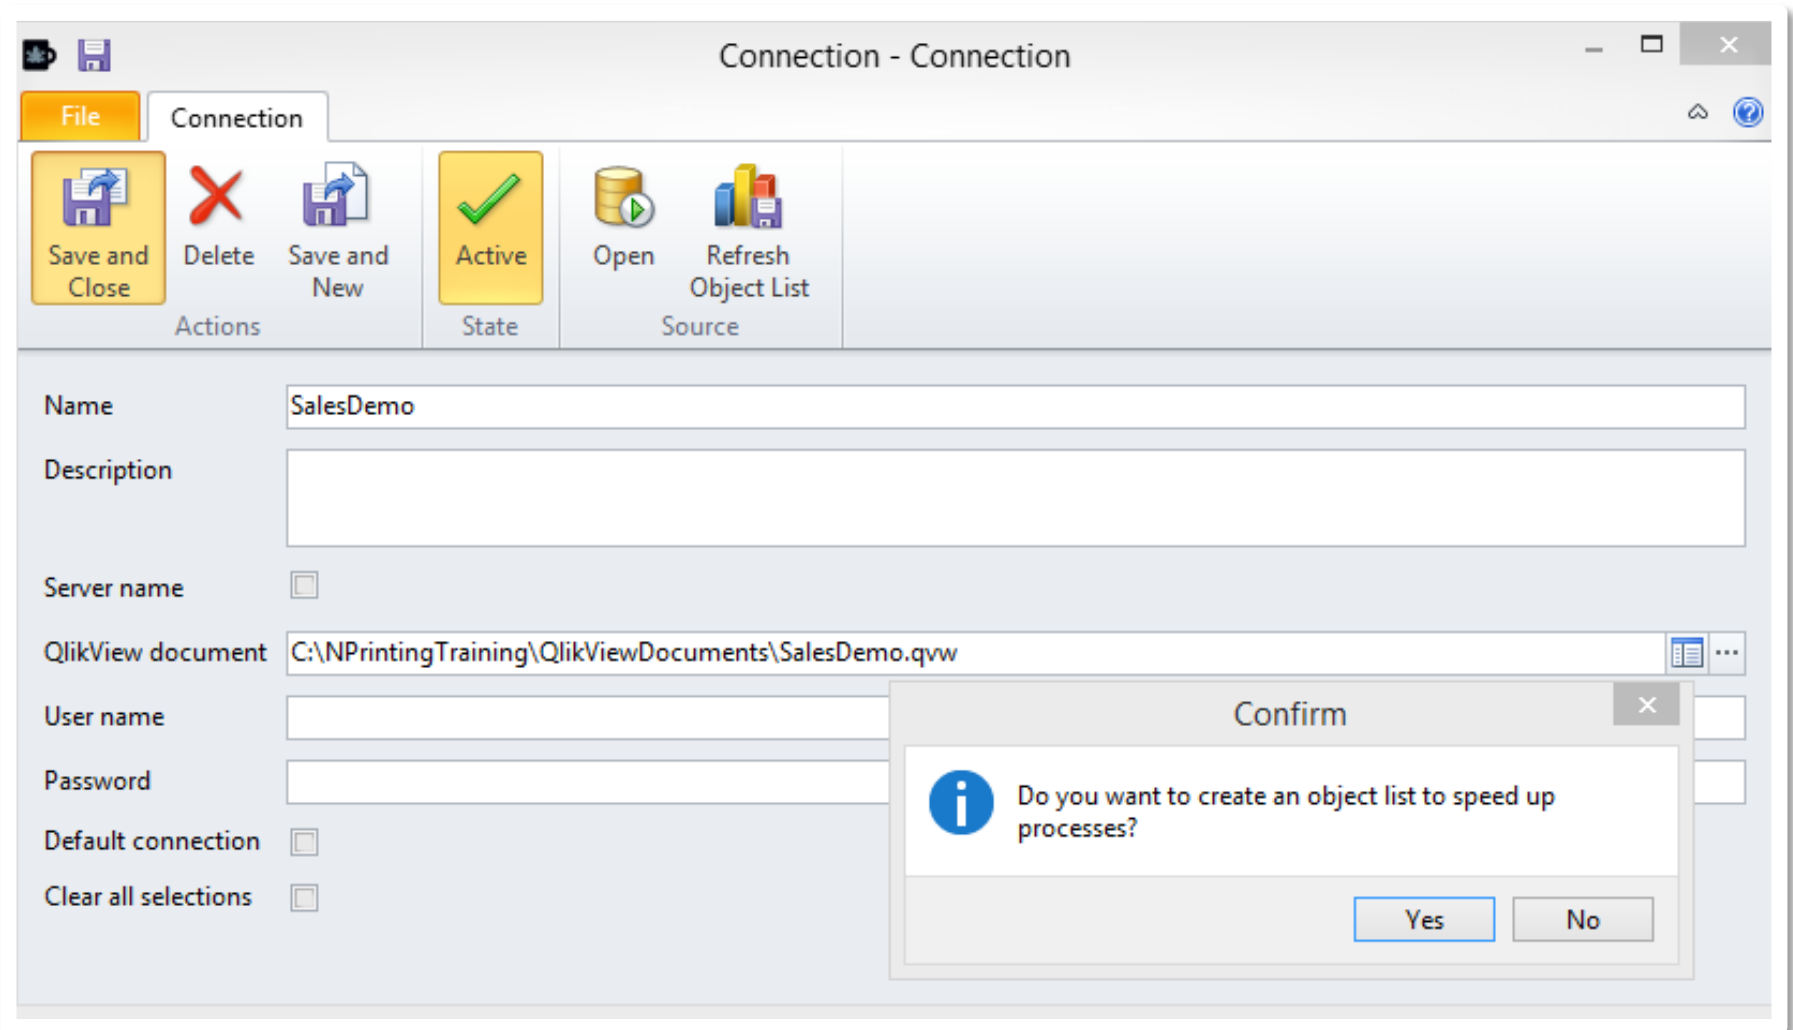 Connection - Connection
File
Connection
Save and
Close
Delete
Save and
New
Active
Open
Refresh
Object List
Actions
State
Source
Name
SalesDemo
Description
Server name
QlikView document
C:\NPrintingTraining\QlikViewDocuments\SalesDemo.qvw
User name
Password
Default connection
Clear all selections
Confirm
Do you want to create an object list to speed up
processes?
Yes
No